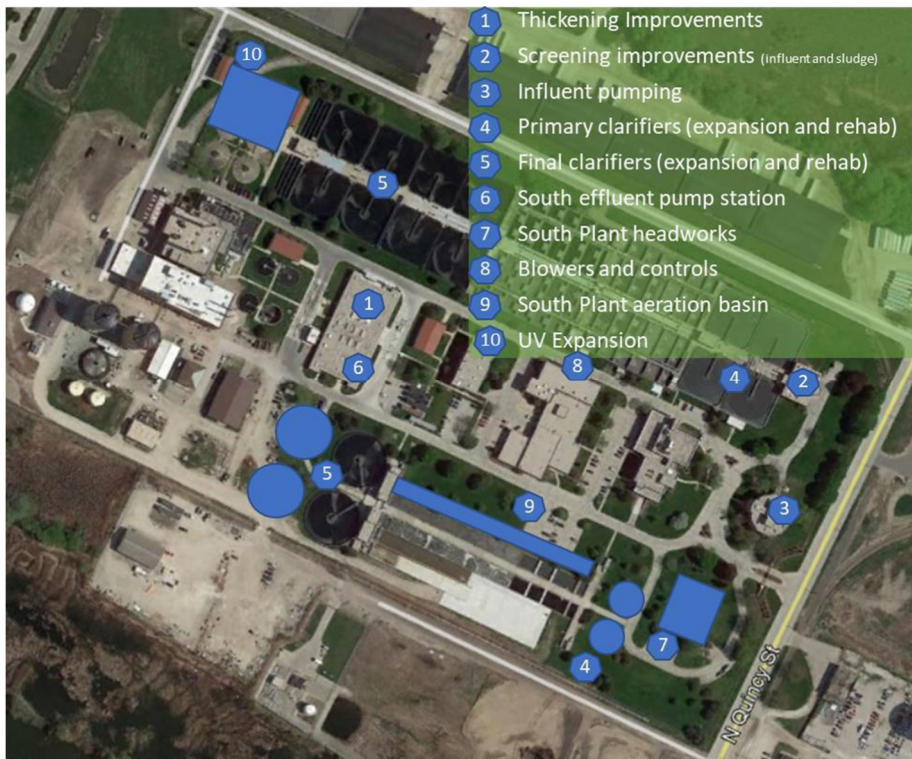 1 Thickening Improvements
2 Screening improvements (influent and sludge)
3 Influent pumping
4 Primary clarifiers (expansion and rehab)
5 Final clarifiers (expansion and rehab)
6 South effluent pump station
7 South Plant headworks
8 Blowers and controls
9 South Plant aeration basin
10 UV Expansion
10
5
1
6
8
4
2
3
5
9
7
4
N Quincy St